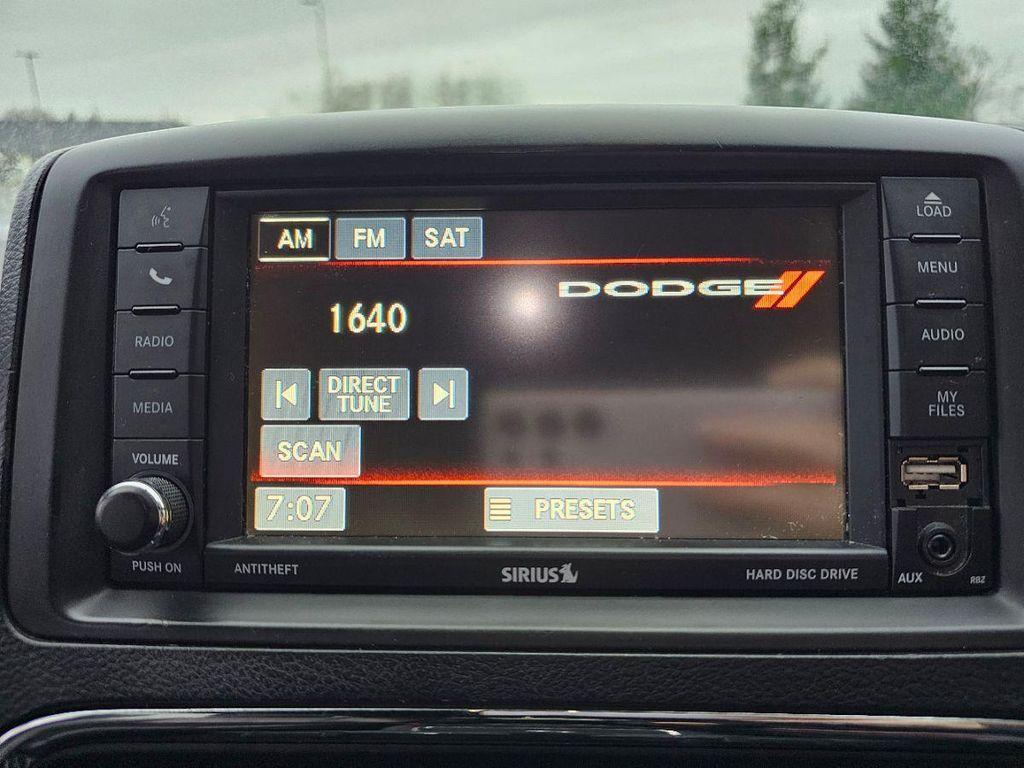 AM FM SAT
DODGE
1640
DIRECT
TUNE
SCAN
7:07 PRESETS
RADIO
MEDIA
VOLUME
PUSH ON
LOAD
MENU
AUDIO
MY
FILES
AUX RBZ
ANTITHEFT SIRIUS HARD DISC DRIVE